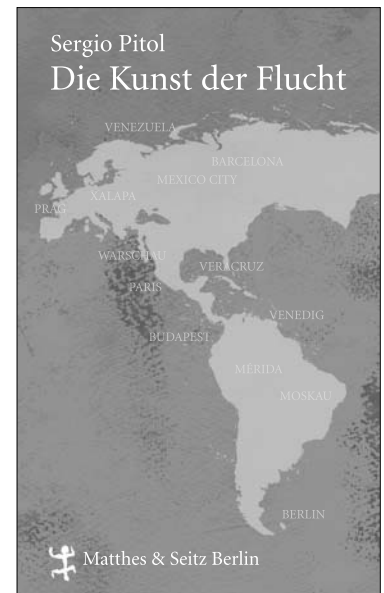 Sergio Pitol
Die Kunst der Flucht
VENEZUELA
BARCELONA
MEXICO CITY
XALAPA
PRAG
WARSCHAU
VERACRUZ
PARIS
VENEDIG
BUDAPEST
MÉRIDA
MOSKAU
BERLIN
Matthes & Seitz Berlin